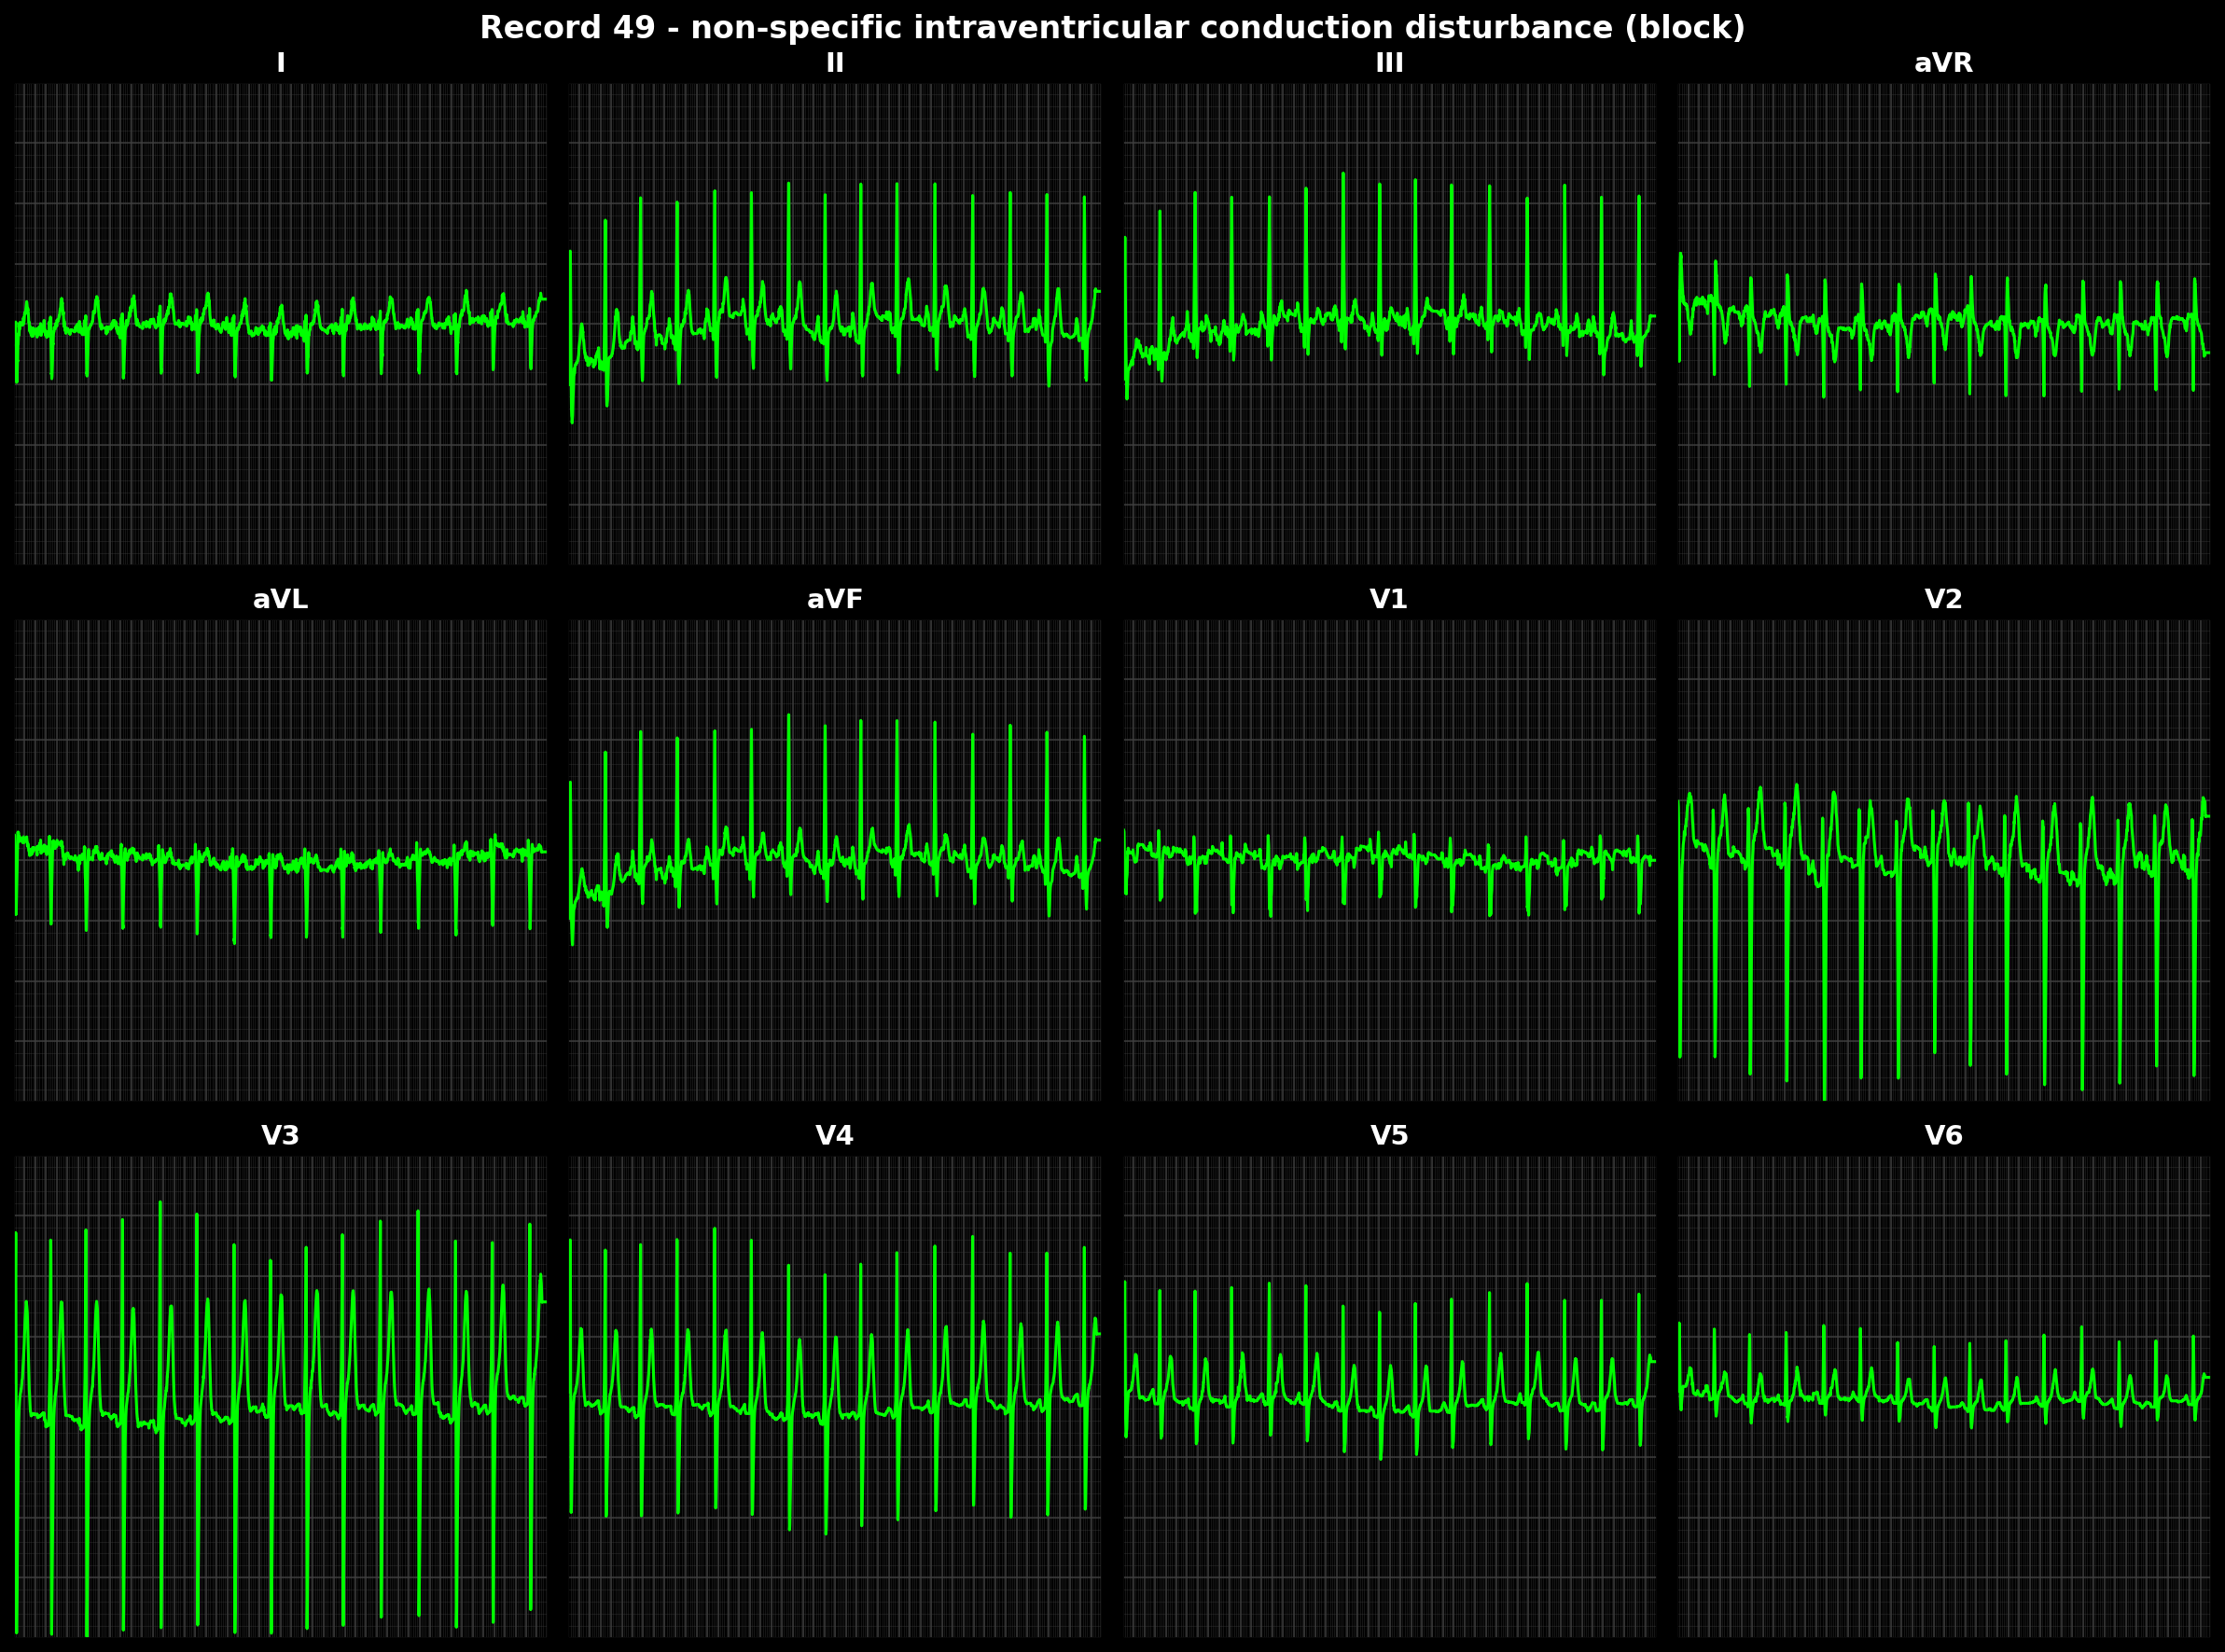 Record 49 - non-specific intraventricular conduction disturbance (block)
I
II
III
aVR
aVL
aVF
V1
V2
V3
V4
V5
V6